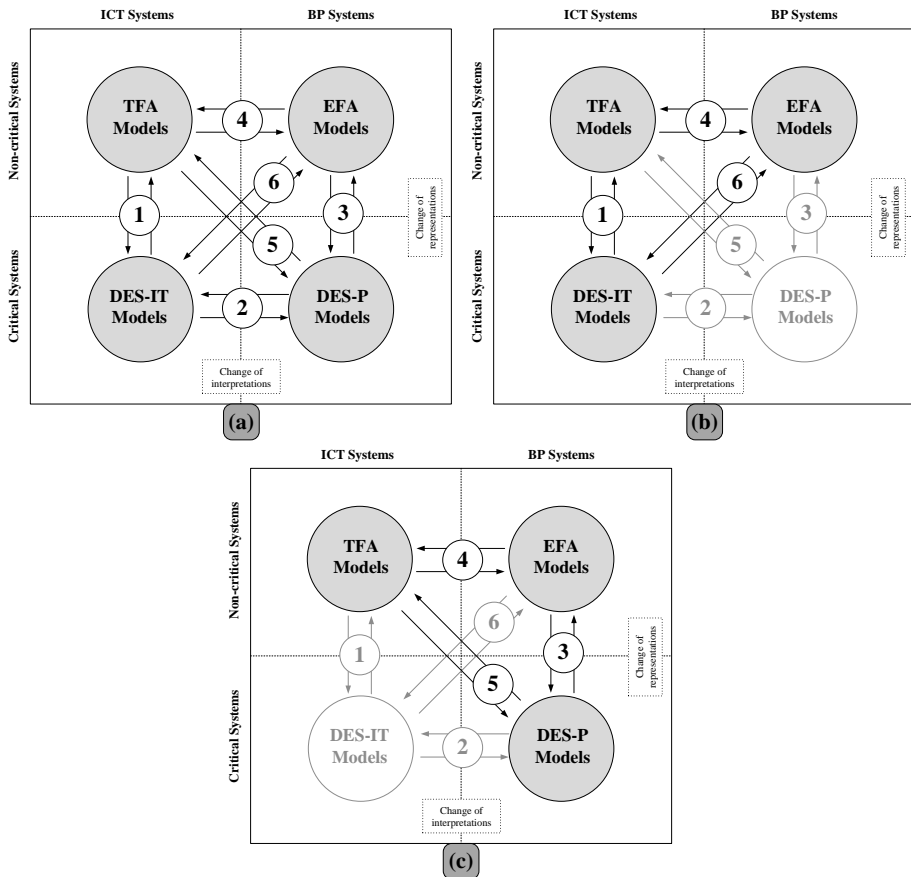 ICT Systems
BP Systems
Non-critical Systems
Critical Systems
TFA
Models
EFA
Models
4
6
1
3
5
Change of
representations
DES-IT
Models
2
DES-P
Models
Change of
interpretations
(a)
ICT Systems
BP Systems
Non-critical Systems
Critical Systems
TFA
Models
EFA
Models
4
6
1
3
5
Change of
representations
DES-IT
Models
2
DES-P
Models
Change of
interpretations
(b)
ICT Systems
BP Systems
Non-critical Systems
Critical Systems
TFA
Models
EFA
Models
4
6
1
3
5
Change of
representations
DES-IT
Models
2
DES-P
Models
Change of
interpretations
(c)